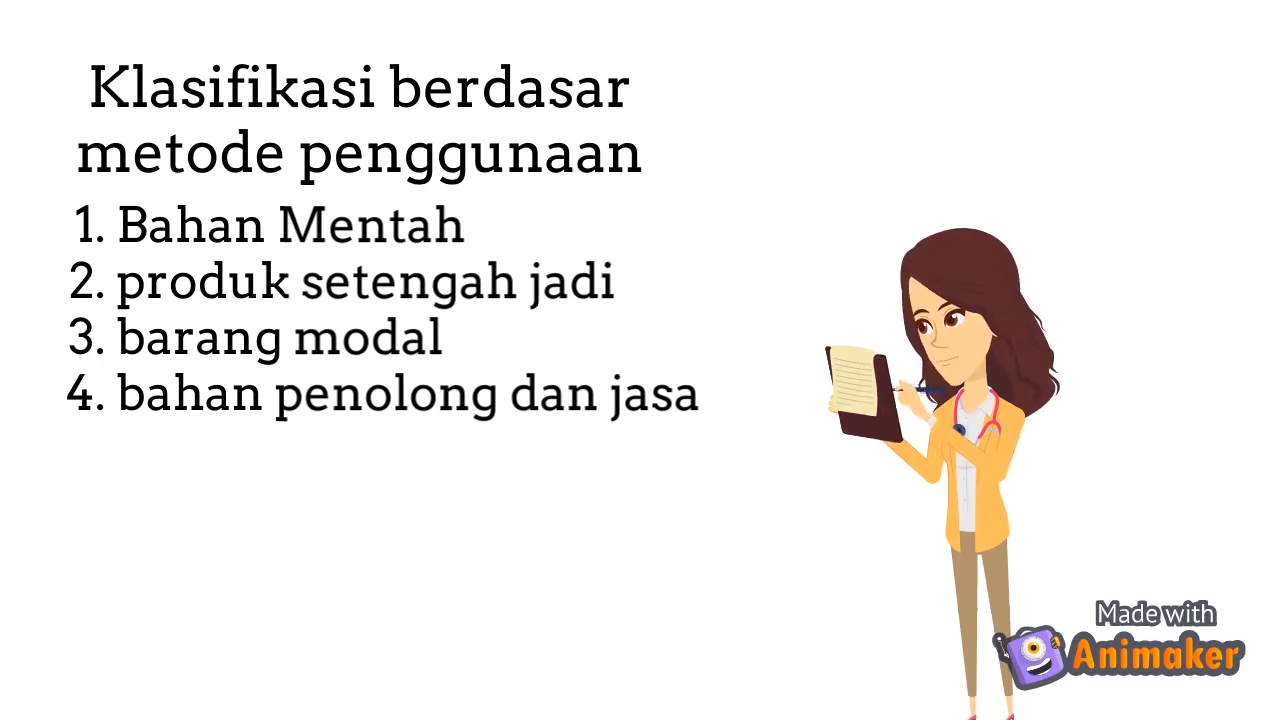 Klasifikasi berdasar
metode penggunaan
1. Bahan Mentah
2. produk setengah jadi
3. barang modal
4. bahan penolong dan jasa
Made with
Animaker